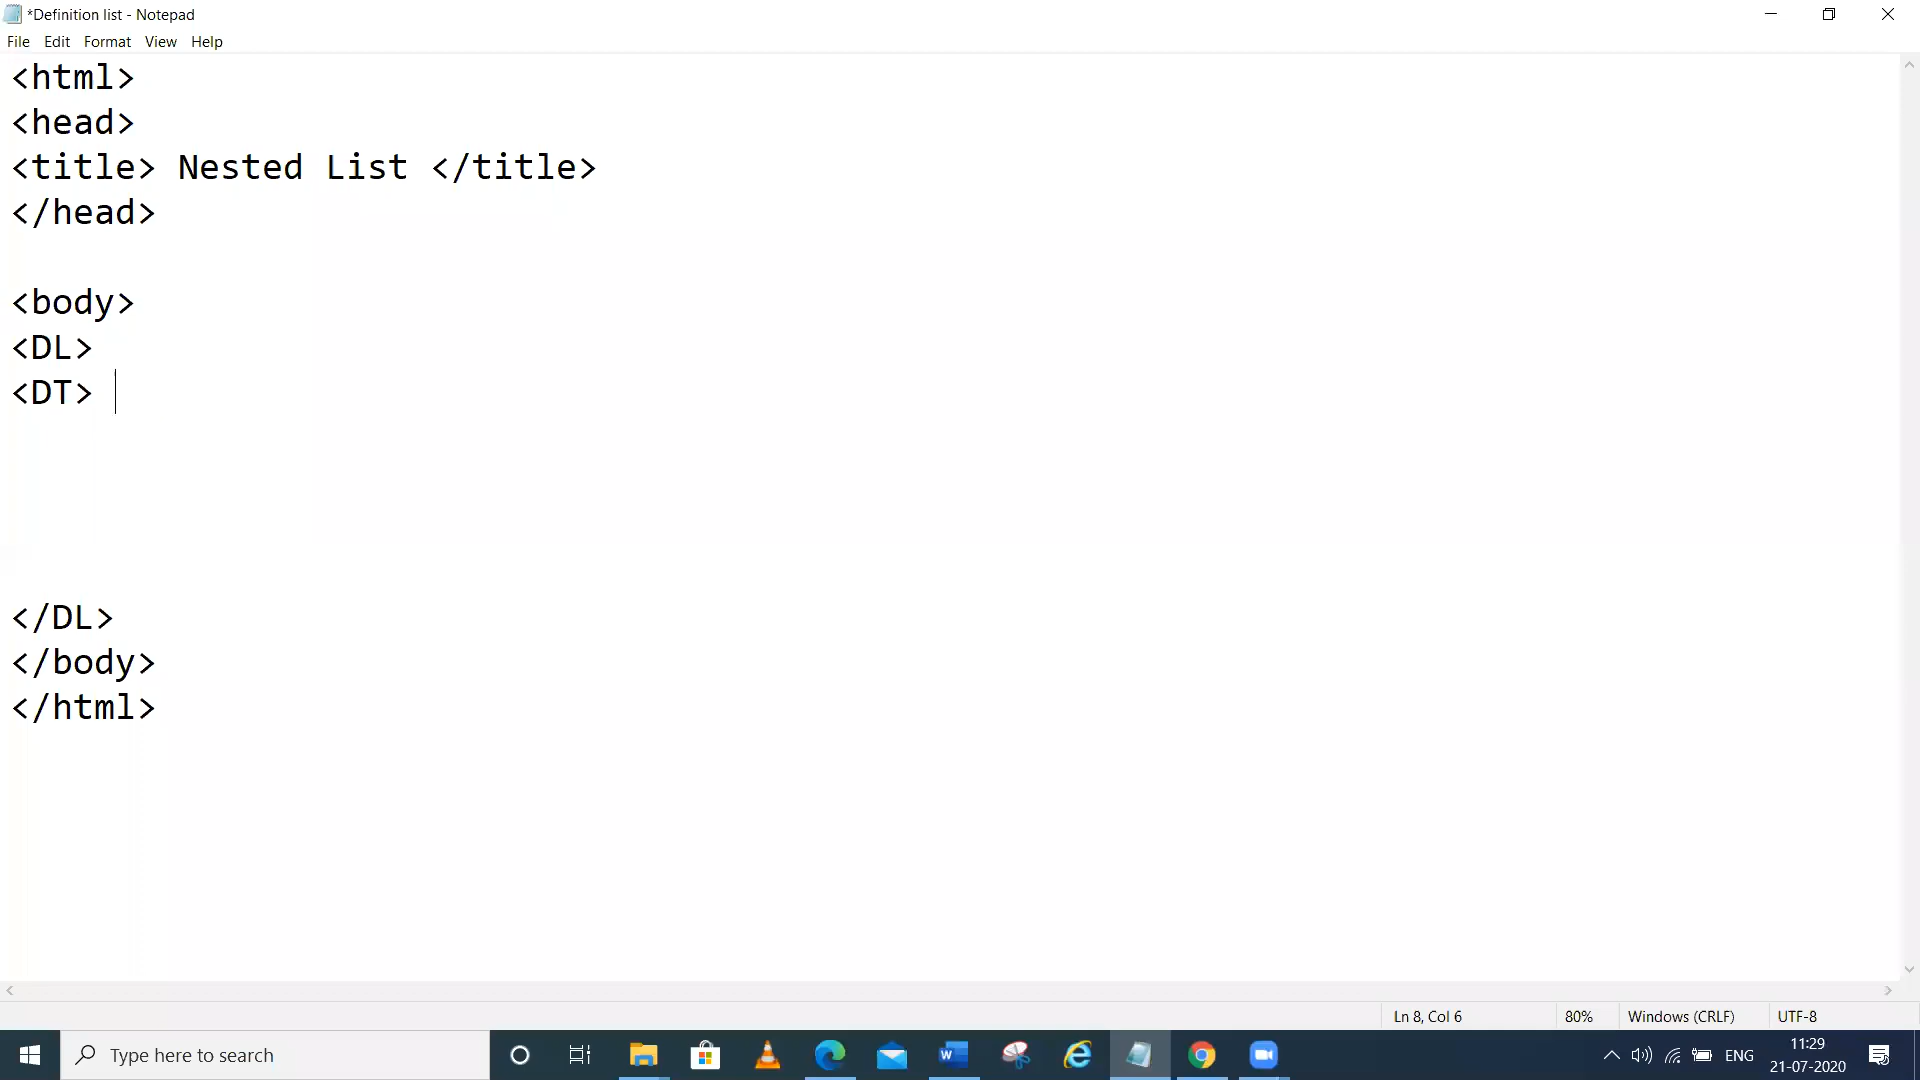 *Definition list - Notepad
File Edit Format View Help
<html>
<head>
<title> Nested List </title>
</head>
<body>
<DL>
<DT>
</DL>
</body>
</html>
Ln 8, Col 6 80% Windows (CRLF) UTF-8
Type here to search
W
ENG
11:29
21-07-2020